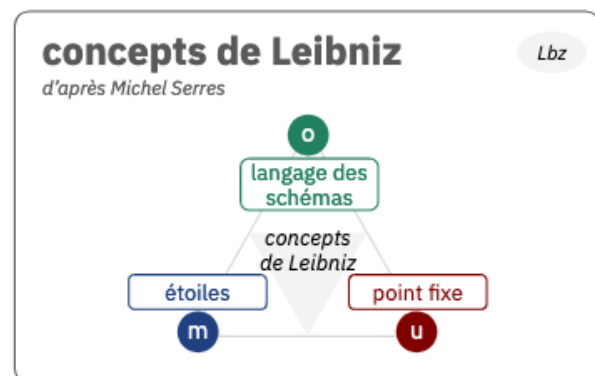 concepts de Leibniz
Lbz
d'après Michel Serres
o
langage des
schémas
concepts
de Leibniz
étoiles
point fixe
m
u